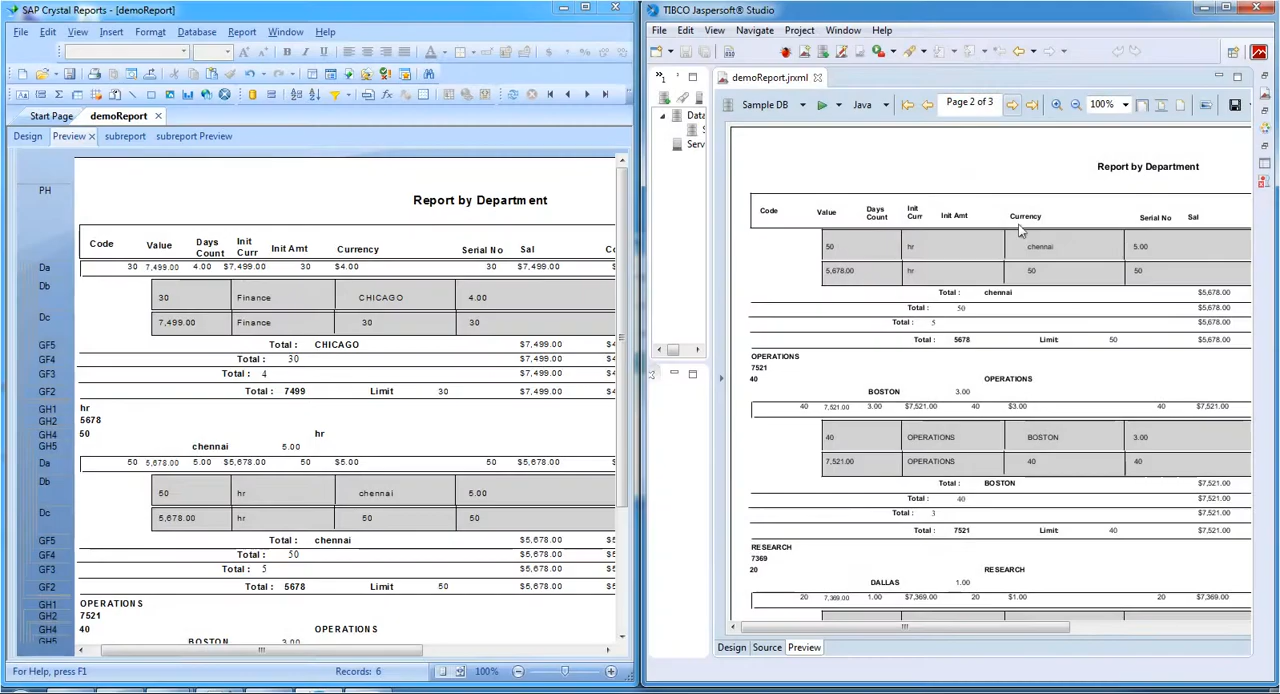 SAP Crystal Reports - [demoReport]
File Edit View Insert Format Database Report Window Help
Start Page demoReport
Design Preview subreport subreport Preview
PH
Report by Department
Code Value Days Count Init Curr Init Amt Currency Serial No Sal
Da 30 7,499.00 4.00 $7,499.00 30 $4.00 30 $7,499.00
Db 30 Finance CHICAGO 4.00
Dc 7,499.00 Finance 30 30
GF5 Total : CHICAGO $7,499.00
GF4 Total : 30 $7,499.00
GF3 Total : 4 $7,499.00
GF2 Total : 7499 Limit 30 $7,499.00
GH1 hr
GH2 5678
GH4 50 hr
GH5 chennai 5.00
Da 50 5,678.00 5.00 $5,678.00 50 $5.00 50 $5,678.00
Db 50 hr chennai 5.00
Dc 5,678.00 hr 50 50
GF5 Total : chennai $5,678.00
GF4 Total : 50 $5,678.00
GF3 Total : 5 $5,678.00
GF2 Total : 5678 Limit 50 $5,678.00
GH1 OPERATIONS
GH2 7521
GH4 40 OPERATIONS
GH5 BOSTON 3.00
For Help, press F1 Records: 6 100%
TIBCO Jaspersoft® Studio
File Edit View Navigate Project Window Help
demoReport.jrxml
Sample DB Java Page 2 of 3 100%
Data
Serv
Report by Department
Code Value Days Count Init Curr Init Amt Currency Serial No Sal
50 hr chennai 5.00
5,678.00 hr 50 50
Total : chennai $5,678.00
Total : 50 $5,678.00
Total : 5 $5,678.00
Total : 5678 Limit 50 $5,678.00
OPERATIONS
7521
40 OPERATIONS
BOSTON 3.00
40 7,521.00 3.00 $7,521.00 40 $3.00 40 $7,521.00
40 OPERATIONS BOSTON 3.00
7,521.00 OPERATIONS 40 40
Total : BOSTON $7,521.00
Total : 40 $7,521.00
Total : 3 $7,521.00
Total : 7521 Limit 40 $7,521.00
RESEARCH
7369
20 RESEARCH
DALLAS 1.00
20 7,369.00 1.00 $7,369.00 20 $1.00 20 $7,369.00
Design Source Preview